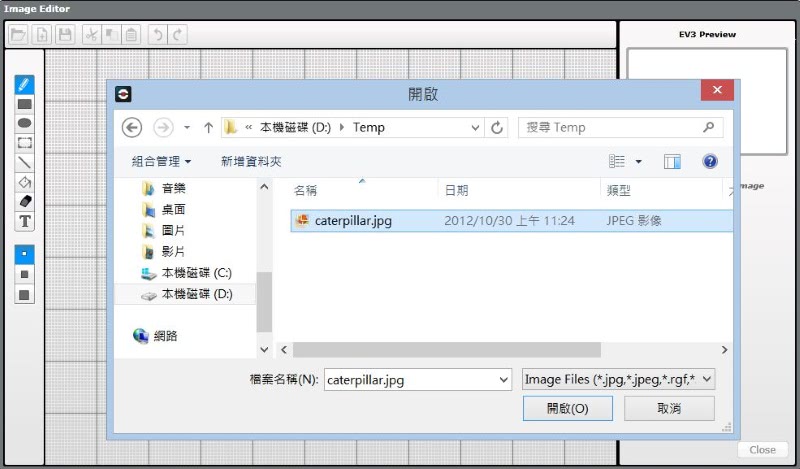 Image Editor
EV3 Preview
開啟
« 本機磁碟 (D:) Temp
搜尋 Temp
組合管理
新增資料夾
音樂
桌面
圖片
影片
本機磁碟 (C:)
本機磁碟 (D:)
網路
名稱 日期 類型
caterpillar.jpg 2012/10/30 上午 11:24 JPEG 影像
mage
檔案名稱(N): caterpillar.jpg
Image Files (*.jpg,*.jpeg,*.rgf,*
開啟(O)
取消
T
Close